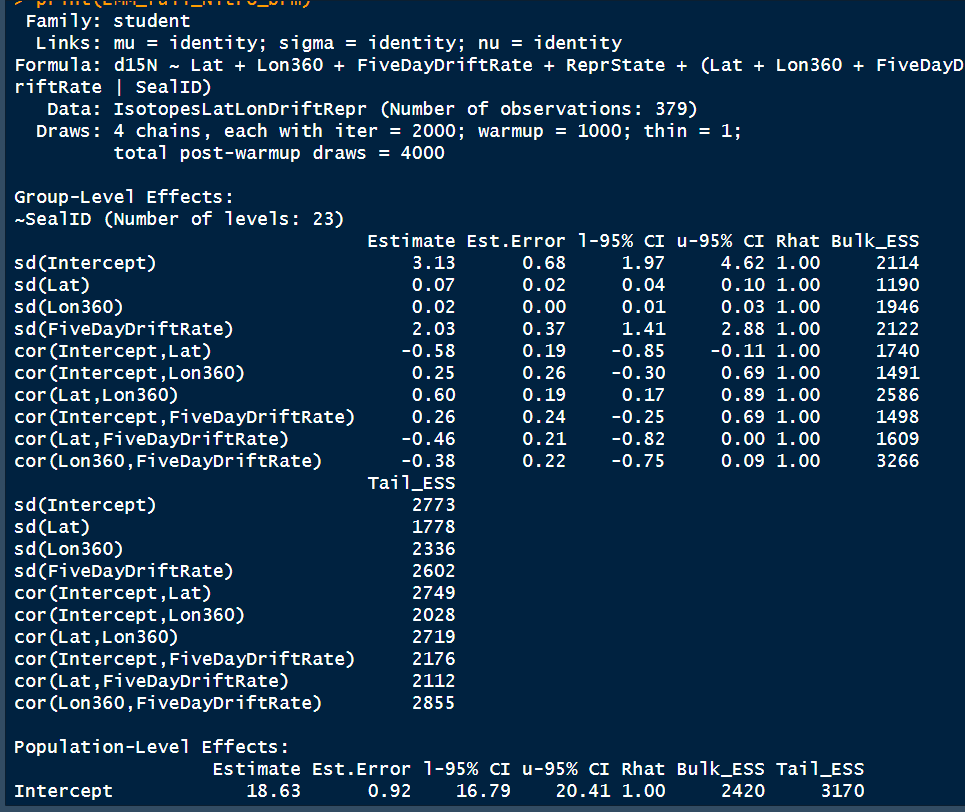 > print(LMM_full_Nitro_brm)
 Family: student
  Links: mu = identity; sigma = identity; nu = identity
Formula: d15N ~ Lat + Lon360 + FiveDayDriftRate + ReprState + (Lat + Lon360 + FiveDayD
riftRate | SealID)
   Data: IsotopesLatLonDriftRepr (Number of observations: 379)
  Draws: 4 chains, each with iter = 2000; warmup = 1000; thin = 1;
         total post-warmup draws = 4000

Group-Level Effects:
~SealID (Number of levels: 23)
                                Estimate Est.Error l-95% CI u-95% CI Rhat Bulk_ESS
sd(Intercept)                       3.13      0.68     1.97     4.62 1.00     2114
sd(Lat)                             0.07      0.02     0.04     0.10 1.00     1190
sd(Lon360)                          0.02      0.00     0.01     0.03 1.00     1946
sd(FiveDayDriftRate)                2.03      0.37     1.41     2.88 1.00     2122
cor(Intercept,Lat)                 -0.58      0.19    -0.85    -0.11 1.00     1740
cor(Intercept,Lon360)               0.25      0.26    -0.30     0.69 1.00     1491
cor(Lat,Lon360)                     0.60      0.19     0.17     0.89 1.00     2586
cor(Intercept,FiveDayDriftRate)     0.26      0.24    -0.25     0.69 1.00     1498
cor(Lat,FiveDayDriftRate)          -0.46      0.21    -0.82     0.00 1.00     1609
cor(Lon360,FiveDayDriftRate)       -0.38      0.22    -0.75     0.09 1.00     3266
                                Tail_ESS
sd(Intercept)                       2773
sd(Lat)                             1778
sd(Lon360)                          2336
sd(FiveDayDriftRate)                2602
cor(Intercept,Lat)                  2749
cor(Intercept,Lon360)               2028
cor(Lat,Lon360)                     2719
cor(Intercept,FiveDayDriftRate)     2176
cor(Lat,FiveDayDriftRate)           2112
cor(Lon360,FiveDayDriftRate)        2855

Population-Level Effects:
                  Estimate Est.Error l-95% CI u-95% CI Rhat Bulk_ESS Tail_ESS
Intercept            18.63      0.92    16.79    20.41 1.00     2420     3170